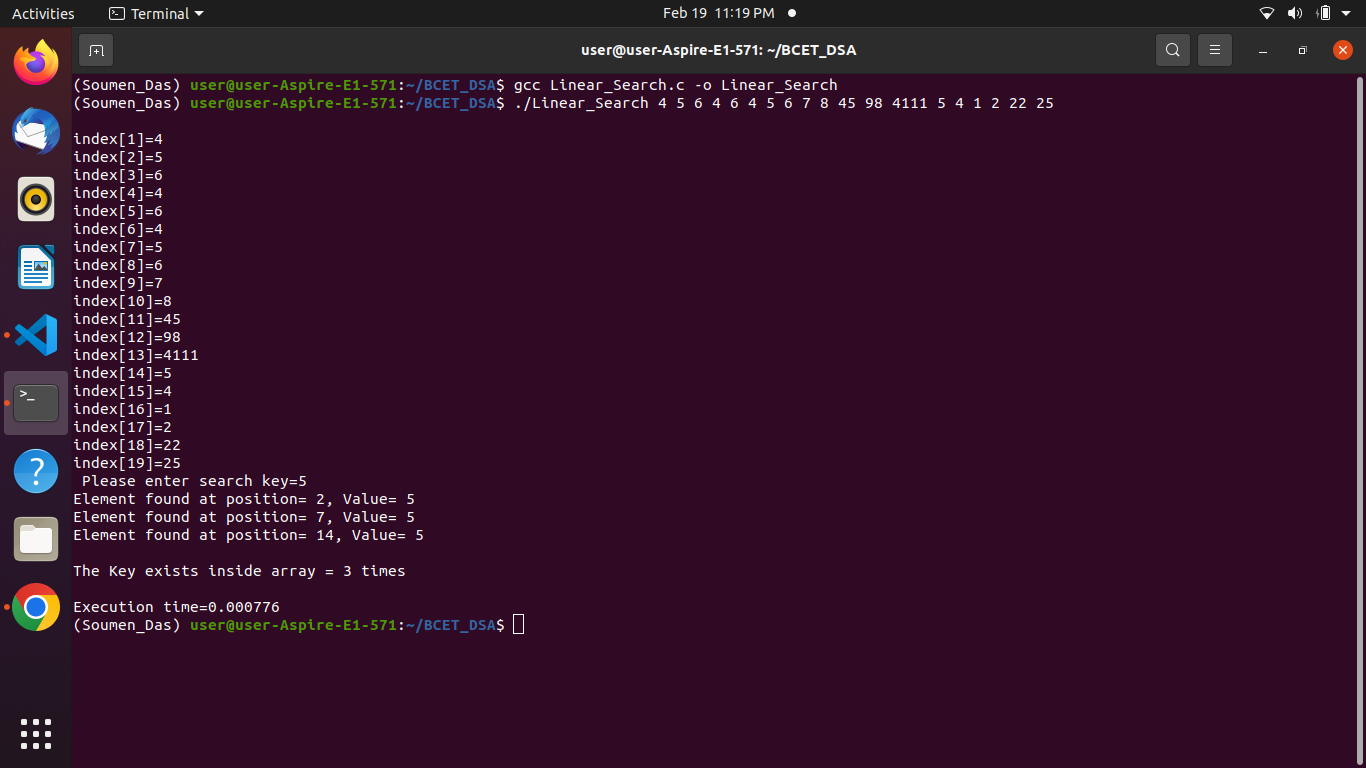 Activities
Terminal
Feb 19 11:19 PM
user@user-Aspire-E1-571: ~/BCET_DSA
(Soumen_Das) user@user-Aspire-E1-571:~/BCET_DSA$ gcc Linear_Search.c -o Linear_Search
(Soumen_Das) user@user-Aspire-E1-571:~/BCET_DSA$ ./Linear_Search 4 5 6 4 6 4 5 6 7 8 45 98 4111 5 4 1 2 22 25
index[1]=4
index[2]=5
index[3]=6
index[4]=4
index[5]=6
index[6]=4
index[7]=5
index[8]=6
index[9]=7
index[10]=8
index[11]=45
index[12]=98
index[13]=4111
index[14]=5
index[15]=4
index[16]=1
index[17]=2
index[18]=22
index[19]=25
Please enter search key=5
Element found at position= 2, Value= 5
Element found at position= 7, Value= 5
Element found at position= 14, Value= 5
The Key exists inside array = 3 times
Execution time=0.000776
(Soumen_Das) user@user-Aspire-E1-571:~/BCET_DSA$